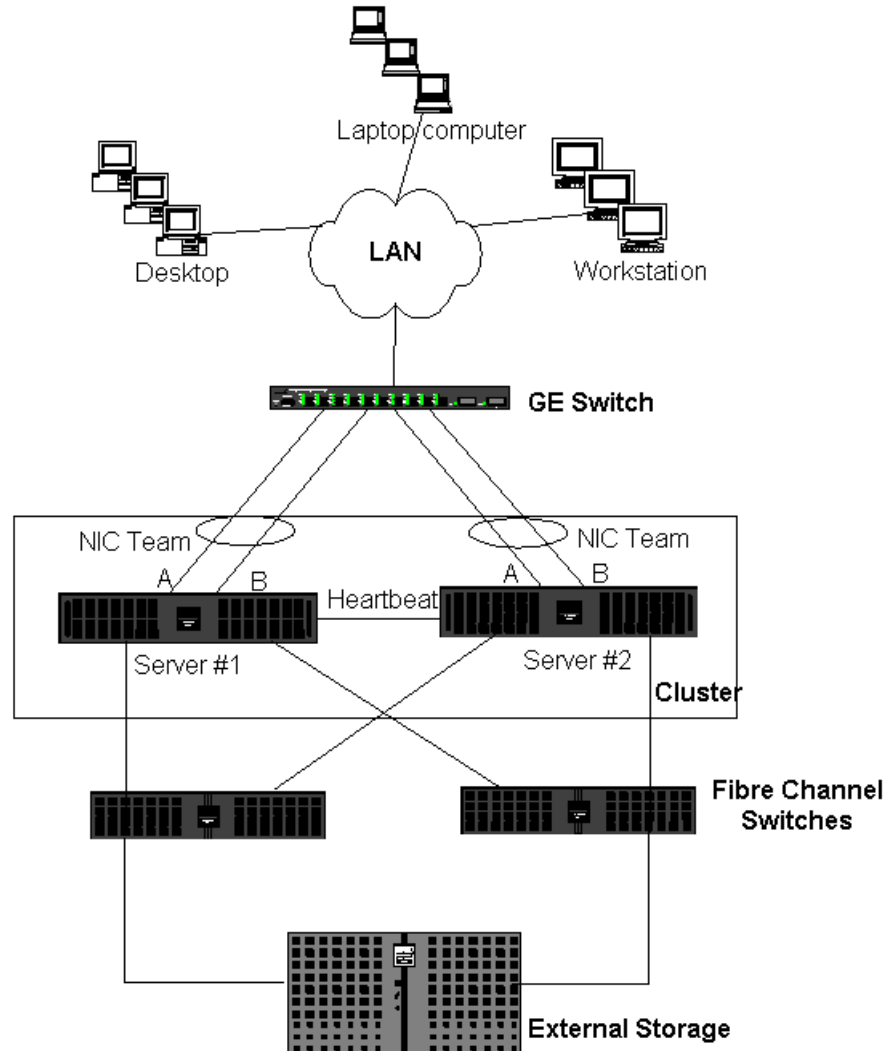 Laptop computer
LAN
Desktop
Workstation
GE Switch
NIC Team
NIC Team
A
B
A
B
Heartbeat
Server #1
Server #2
Cluster
Fibre Channel
Switches
External Storage